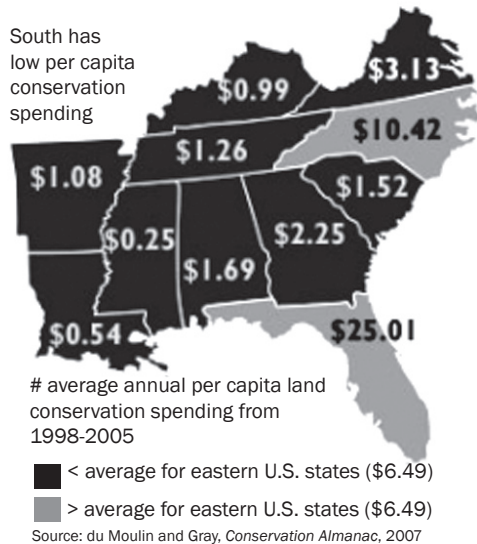 South has
low per capita
conservation
spending
$3.13
$0.99
$10.42
$1.26
$1.08
$1.52
$0.25
$2.25
$1.69
$0.54
$25.01
# average annual per capita land
conservation spending from
1998-2005
< average for eastern U.S. states ($6.49)
> average for eastern U.S. states ($6.49)
Source: du Moulin and Gray, Conservation Almanac, 2007